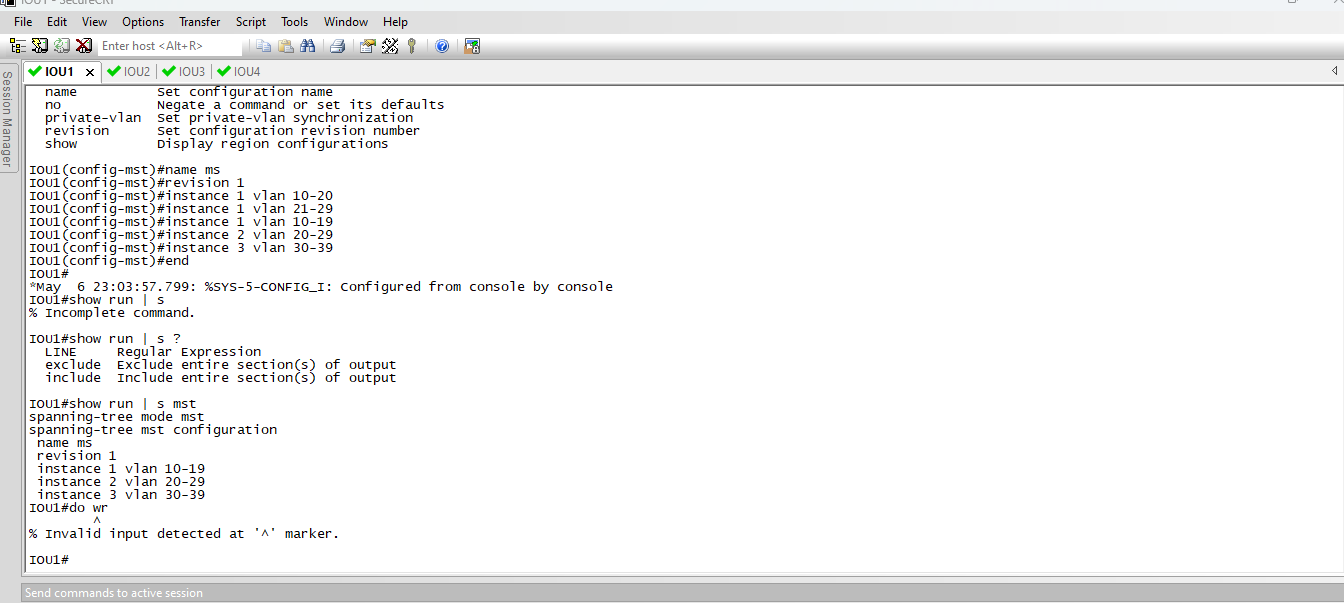 IOU1 - SecureCRT
File Edit View Options Transfer Script Tools Window Help
Enter host <Alt+R>
Session Manager
IOU1 x IOU2 IOU3 IOU4
  name          Set configuration name
  no            Negate a command or set its defaults
  private-vlan  Set private-vlan synchronization
  revision      Set configuration revision number
  show          Display region configurations
IOU1(config-mst)#name ms
IOU1(config-mst)#revision 1
IOU1(config-mst)#instance 1 vlan 10-20
IOU1(config-mst)#instance 1 vlan 21-29
IOU1(config-mst)#instance 1 vlan 10-19
IOU1(config-mst)#instance 2 vlan 20-29
IOU1(config-mst)#instance 3 vlan 30-39
IOU1(config-mst)#end
IOU1#
*May  6 23:03:57.799: %SYS-5-CONFIG_I: Configured from console by console
IOU1#show run | s
% Incomplete command.
IOU1#show run | s ?
  LINE     Regular Expression
  exclude  Exclude entire section(s) of output
  include  Include entire section(s) of output
IOU1#show run | s mst
spanning-tree mode mst
spanning-tree mst configuration
 name ms
 revision 1
 instance 1 vlan 10-19
 instance 2 vlan 20-29
 instance 3 vlan 30-39
IOU1#do wr
        ^
% Invalid input detected at '^' marker.
IOU1#
Send commands to active session